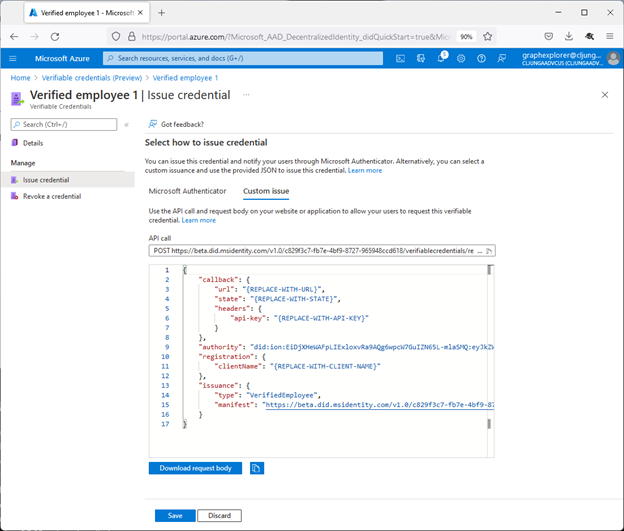 Verified employee 1 - Microsoft
https://portal.azure.com/?Microsoft_AAD_DecentralizedIdentity_didQuickStart=true&Mic
90%
Microsoft Azure
Search resources, services, and docs (G+/)
1
graphexplorer@cljung...
CLJUNGAADVCUS (CLJUNGAADV...
Home > Verifiable credentials (Preview) > Verified employee 1
Verified employee 1 | Issue credential ...
Verifiable Credentials
Search (Ctrl+/)
«
Details
Manage
Issue credential
Revoke a credential
Got feedback?
Select how to issue credential
You can issue this credential and notify your users through Microsoft Authenticator. Alternatively, you can select a
custom issuance and use the provided JSON to issue this credential. Learn more
Microsoft Authenticator
Custom issue
Use the API call and request body on your website or application to allow your users to request this verifiable
credential. Learn more
API call
POST https://beta.did.msidentity.com/v1.0/c829f3c7-fb7e-4bf9-8727-965948ccd618/verifiablecredentials/re ...
1 {
2 "callback": {
3 "url": "{REPLACE-WITH-URL}",
4 "state": "{REPLACE-WITH-STATE}",
5 "headers": {
6 "api-key": "{REPLACE-WITH-API-KEY}"
7 }
8 },
9 "authority": "did:ion:EiDjXHeWAFpLIExloxvRa9AQg6wpcW7GuIZN65L-mlaSMQ:eyJkZW
10 "registration": {
11 "clientName": "{REPLACE-WITH-CLIENT-NAME}"
12 },
13 "issuance": {
14 "type": "VerifiedEmployee",
15 "manifest": "https://beta.did.msidentity.com/v1.0/c829f3c7-fb7e-4bf9-87
16 }
17 }
Download request body
Save
Discard